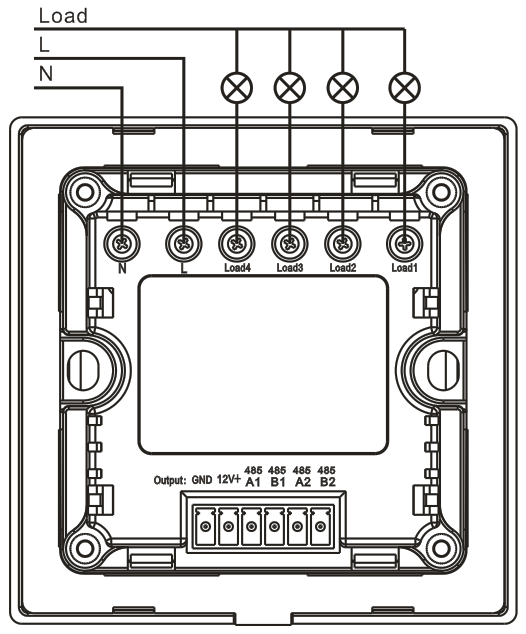 Load
L
N
N L Load4 Load3 Load2 Load1
485 485 485 485
Output: GND 12V+ A1 B1 A2 B2